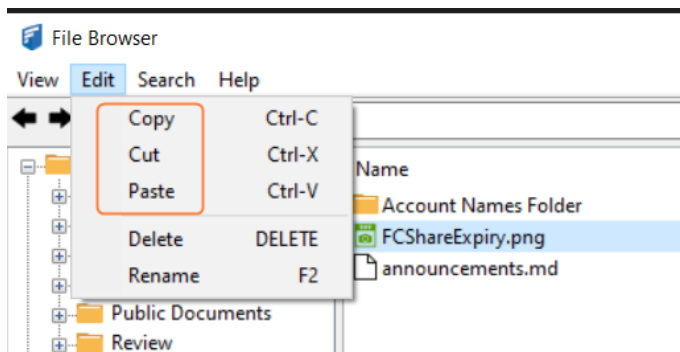 File Browser
View Edit Search Help
Copy Ctrl-C
Cut Ctrl-X
Paste Ctrl-V
Delete DELETE
Rename F2
Public Documents
Review
Name
Account Names Folder
FCShareExpiry.png
announcements.md